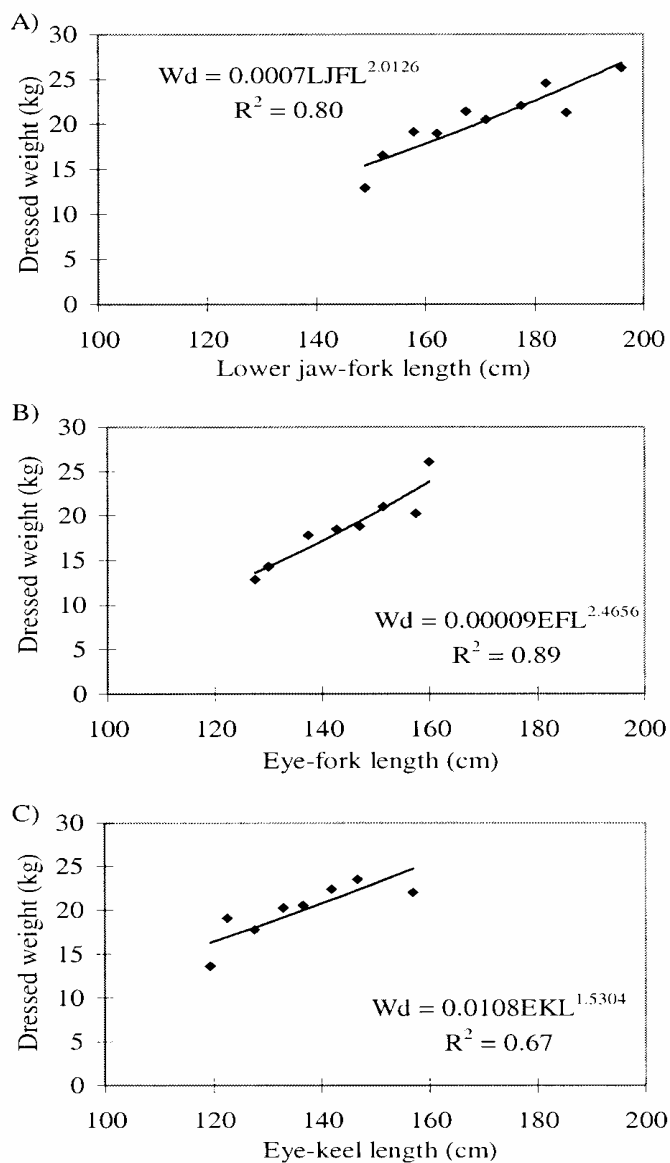 A)
30
25
20
15
10
5
0
Dressed weight (kg)
Wd = 0.0007LJFL^2.0126
R^2 = 0.80
100 120 140 160 180 200
Lower jaw-fork length (cm)
B)
30
25
20
15
10
5
0
Dressed weight (kg)
Wd = 0.00009EFL^2.4656
R^2 = 0.89
100 120 140 160 180 200
Eye-fork length (cm)
C)
30
25
20
15
10
5
0
Dressed weight (kg)
Wd = 0.0108EKL^1.5304
R^2 = 0.67
100 120 140 160 180 200
Eye-keel length (cm)